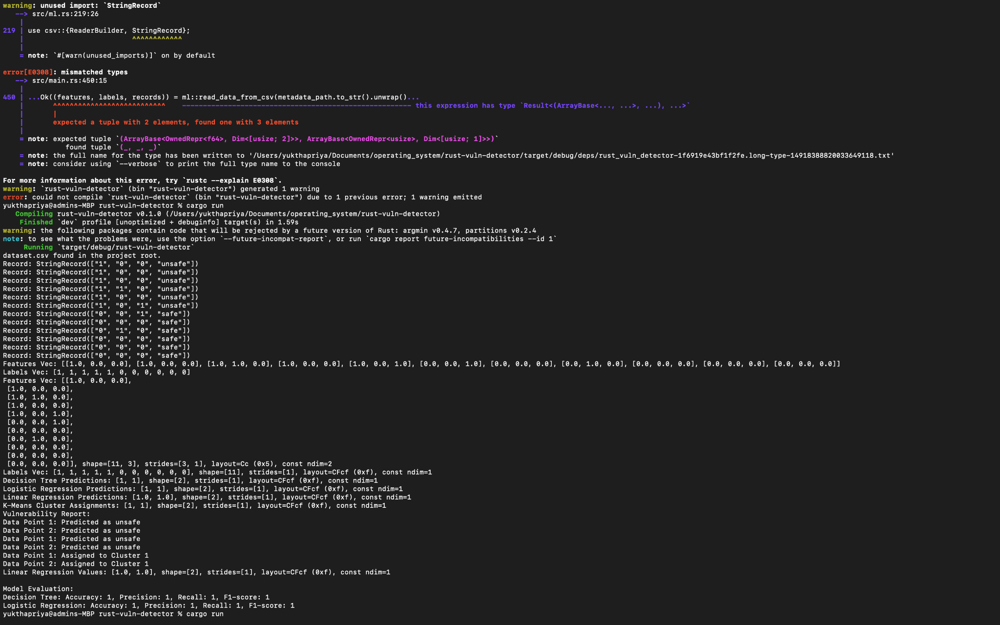 warning: unused import: `StringRecord`
   --> src/ml.rs:219:26
    |
219 | use csv::{ReaderBuilder, StringRecord};
    |                          ^^^^^^^^^^^^
    |
    = note: `#[warn(unused_imports)]` on by default

error[E0308]: mismatched types
   --> src/main.rs:450:15
    |
450 | ...Ok((features, labels, records)) = ml::read_data_from_csv(metadata_path.to_str().unwrap()...
    |       ^^^^^^^^^^^^^^^^^^^^^^^^^^^    ------------------------------------------------------- this expression has type `Result<(ArrayBase<..., ...>, ...), ...>`
    |       |
    |       expected a tuple with 2 elements, found one with 3 elements
    |
    = note: expected tuple `(ArrayBase<OwnedRepr<f64>, Dim<[usize; 2]>>, ArrayBase<OwnedRepr<usize>, Dim<[usize; 1]>>)`
               found tuple `(_, _, _)`
    = note: the full name for the type has been written to '/Users/yukthapriya/Documents/operating_system/rust-vuln-detector/target/debug/deps/rust_vuln_detector-1f6919e43bf1f2fe.long-type-14918388820033649118.txt'
    = note: consider using `--verbose` to print the full type name to the console

For more information about this error, try `rustc --explain E0308`.
warning: `rust-vuln-detector` (bin "rust-vuln-detector") generated 1 warning
error: could not compile `rust-vuln-detector` (bin "rust-vuln-detector") due to 1 previous error; 1 warning emitted
yukthapriya@admins-MBP rust-vuln-detector % cargo run
   Compiling rust-vuln-detector v0.1.0 (/Users/yukthapriya/Documents/operating_system/rust-vuln-detector)
    Finished `dev` profile [unoptimized + debuginfo] target(s) in 1.59s
warning: the following packages contain code that will be rejected by a future version of Rust: argmin v0.4.7, partitions v0.2.4
note: to see what the problems were, use the option `--future-incompat-report`, or run `cargo report future-incompatibilities --id 1`
     Running `target/debug/rust-vuln-detector`
dataset.csv found in the project root.
Record: StringRecord(["1", "0", "0", "unsafe"])
Record: StringRecord(["1", "0", "0", "unsafe"])
Record: StringRecord(["1", "0", "0", "unsafe"])
Record: StringRecord(["1", "1", "0", "unsafe"])
Record: StringRecord(["1", "0", "0", "unsafe"])
Record: StringRecord(["1", "0", "1", "unsafe"])
Record: StringRecord(["0", "0", "1", "safe"])
Record: StringRecord(["0", "0", "0", "safe"])
Record: StringRecord(["0", "1", "0", "safe"])
Record: StringRecord(["0", "0", "0", "safe"])
Record: StringRecord(["0", "0", "0", "safe"])
Record: StringRecord(["0", "0", "0", "safe"])
Features Vec: [[1.0, 0.0, 0.0], [1.0, 0.0, 0.0], [1.0, 1.0, 0.0], [1.0, 0.0, 0.0], [1.0, 0.0, 1.0], [0.0, 0.0, 1.0], [0.0, 0.0, 0.0], [0.0, 1.0, 0.0], [0.0, 0.0, 0.0], [0.0, 0.0, 0.0], [0.0, 0.0, 0.0]]
Labels Vec: [1, 1, 1, 1, 1, 0, 0, 0, 0, 0, 0]
Features Vec: [[1.0, 0.0, 0.0],
 [1.0, 0.0, 0.0],
 [1.0, 1.0, 0.0],
 [1.0, 0.0, 0.0],
 [1.0, 0.0, 1.0],
 [0.0, 0.0, 1.0],
 [0.0, 0.0, 0.0],
 [0.0, 1.0, 0.0],
 [0.0, 0.0, 0.0],
 [0.0, 0.0, 0.0],
 [0.0, 0.0, 0.0]], shape=[11, 3], strides=[3, 1], layout=Cc (0x5), const ndim=2
Labels Vec: [1, 1, 1, 1, 1, 0, 0, 0, 0, 0, 0], shape=[11], strides=[1], layout=CFcf (0xf), const ndim=1
Decision Tree Predictions: [1, 1], shape=[2], strides=[1], layout=CFcf (0xf), const ndim=1
Logistic Regression Predictions: [1, 1], shape=[2], strides=[1], layout=CFcf (0xf), const ndim=1
Linear Regression Predictions: [1.0, 1.0], shape=[2], strides=[1], layout=CFcf (0xf), const ndim=1
K-Means Cluster Assignments: [1, 1], shape=[2], strides=[1], layout=CFcf (0xf), const ndim=1
Vulnerability Report:
Data Point 1: Predicted as unsafe
Data Point 2: Predicted as unsafe
Data Point 1: Predicted as unsafe
Data Point 2: Predicted as unsafe
Data Point 1: Assigned to Cluster 1
Data Point 2: Assigned to Cluster 1
Linear Regression Values: [1.0, 1.0], shape=[2], strides=[1], layout=CFcf (0xf), const ndim=1

Model Evaluation:
Decision Tree: Accuracy: 1, Precision: 1, Recall: 1, F1-score: 1
Logistic Regression: Accuracy: 1, Precision: 1, Recall: 1, F1-score: 1
yukthapriya@admins-MBP rust-vuln-detector % cargo run